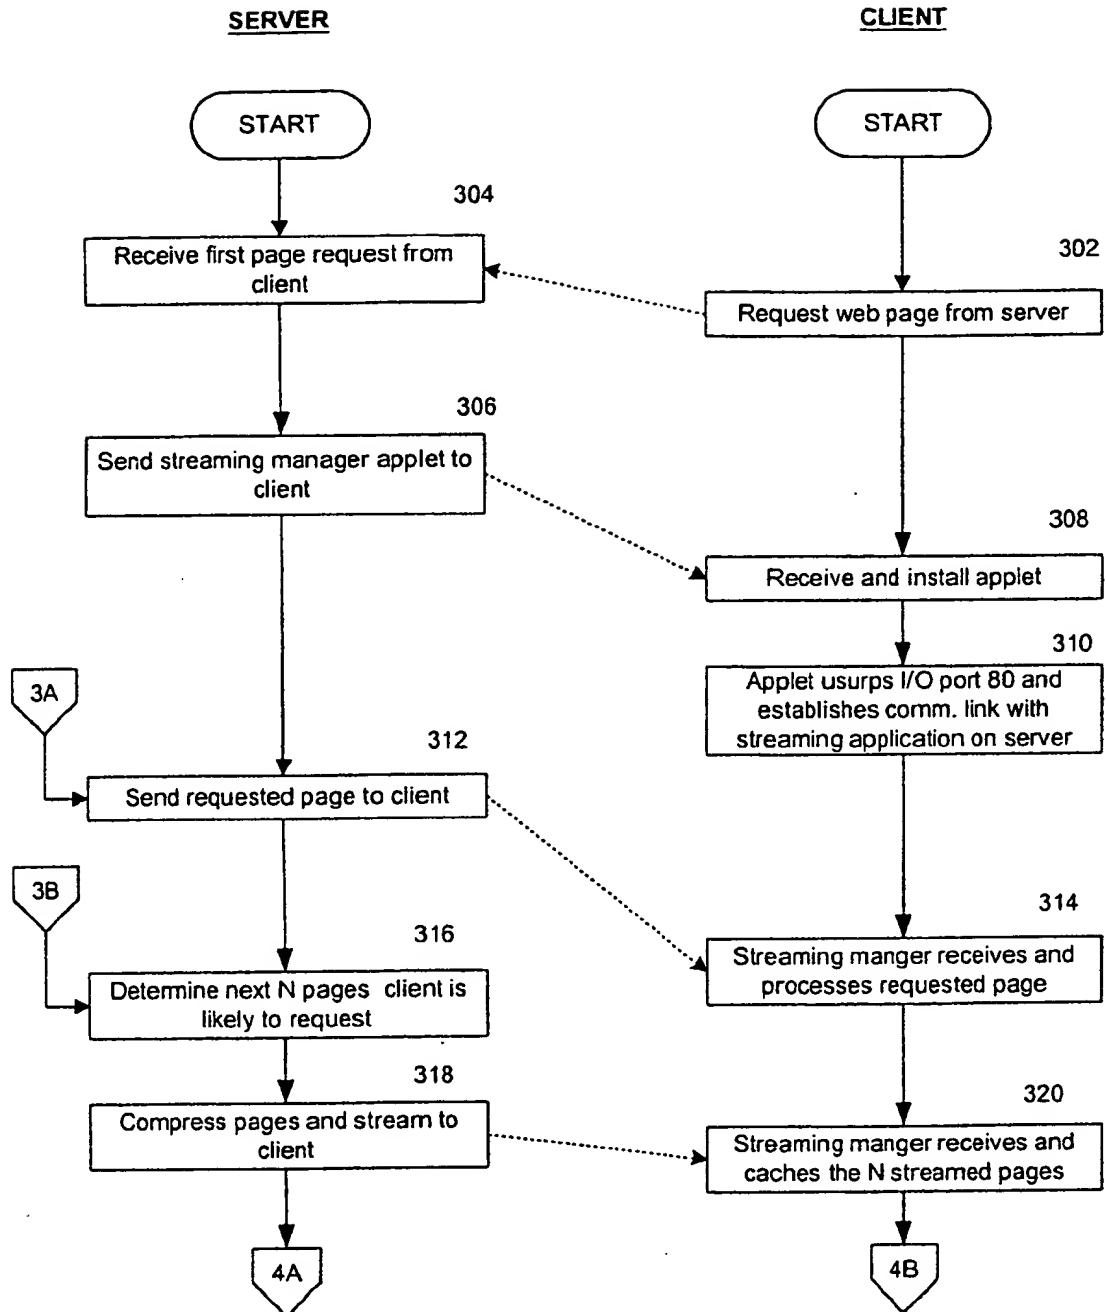 SERVER
CLIENT
START
START
304
Receive first page request from
client
302
Request web page from server
306
Send streaming manager applet to
client
308
Receive and install applet
310
Applet usurps I/O port 80 and
establishes comm. link with
streaming application on server
3A
312
Send requested page to client
3B
314
Streaming manger receives and
processes requested page
316
Determine next N pages client is
likely to request
318
Compress pages and stream to
client
320
Streaming manger receives and
caches the N streamed pages
4A
4B